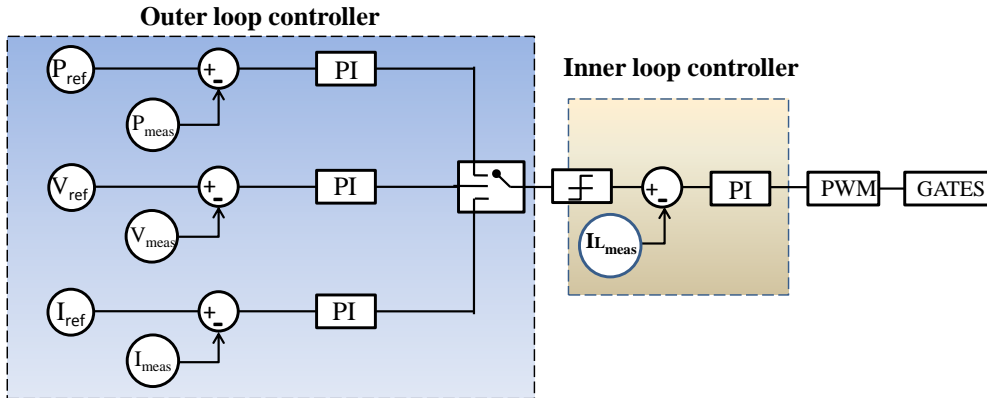 Outer loop controller
Inner loop controller
Pref
+
-
PI
Pmeas
Vref
+
-
PI
Vmeas
Iref
+
-
PI
Imeas
+
-
PI
ILmeas
PWM
GATES